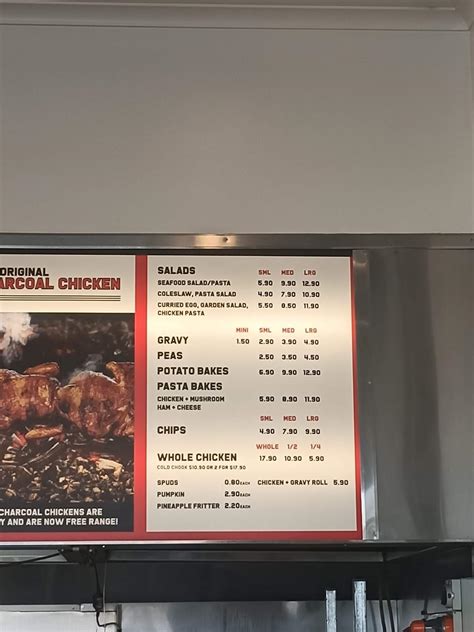 ORIGINAL
ARCOAL CHICKEN
CHARCOAL CHICKENS ARE
Y AND ARE NOW FREE RANGE!
SALADS SML MED LRG
SEAFOOD SALAD/PASTA 5.90 9.90 12.90
COLESLAW, PASTA SALAD 4.90 7.90 10.90
CURRIED EGG, GARDEN SALAD, 5.50 8.50 11.90
CHICKEN PASTA
MINI SML MED LRG
GRAVY 1.50 2.90 3.90 4.90
PEAS 2.50 3.50 4.50
POTATO BAKES 6.90 9.90 12.90
PASTA BAKES
CHICKEN + MUSHROOM 5.90 8.90 11.90
HAM + CHEESE
SML MED LRG
CHIPS 4.90 7.90 9.90
WHOLE 1/2 1/4
WHOLE CHICKEN 17.90 10.90 5.90
COLD CHOOK $10.90 OR 2 FOR $17.90
SPUDS 0.80 EACH CHICKEN + GRAVY ROLL 5.90
PUMPKIN 2.90 EACH
PINEAPPLE FRITTER 2.20 EACH